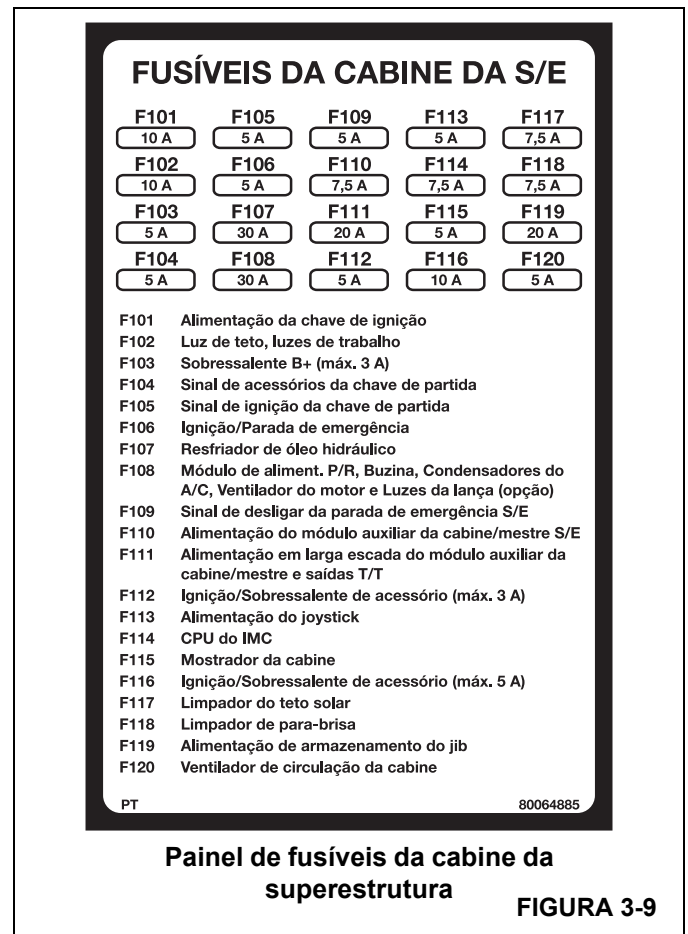 FUSÍVEIS DA CABINE DA S/E
F101 F105 F109 F113 F117
10 A 5 A 5 A 5 A 7,5 A
F102 F106 F110 F114 F118
10 A 5 A 7,5 A 7,5 A 7,5 A
F103 F107 F111 F115 F119
5 A 30 A 20 A 5 A 20 A
F104 F108 F112 F116 F120
5 A 30 A 5 A 10 A 5 A
F101 Alimentação da chave de ignição
F102 Luz de teto, luzes de trabalho
F103 Sobressalente B+ (máx. 3 A)
F104 Sinal de acessórios da chave de partida
F105 Sinal de ignição da chave de partida
F106 Ignição/Parada de emergência
F107 Resfriador de óleo hidráulico
F108 Módulo de aliment. P/R, Buzina, Condensadores do
A/C, Ventilador do motor e Luzes da lança (opção)
F109 Sinal de desligar da parada de emergência S/E
F110 Alimentação do módulo auxiliar da cabine/mestre S/E
F111 Alimentação em larga escada do módulo auxiliar da
cabine/mestre e saídas T/T
F112 Ignição/Sobressalente de acessório (máx. 3 A)
F113 Alimentação do joystick
F114 CPU do IMC
F115 Mostrador da cabine
F116 Ignição/Sobressalente de acessório (máx. 5 A)
F117 Limpador do teto solar
F118 Limpador de para-brisa
F119 Alimentação de armazenamento do jib
F120 Ventilador de circulação da cabine
PT 80064885
Painel de fusíveis da cabine da
superestrutura
FIGURA 3-9